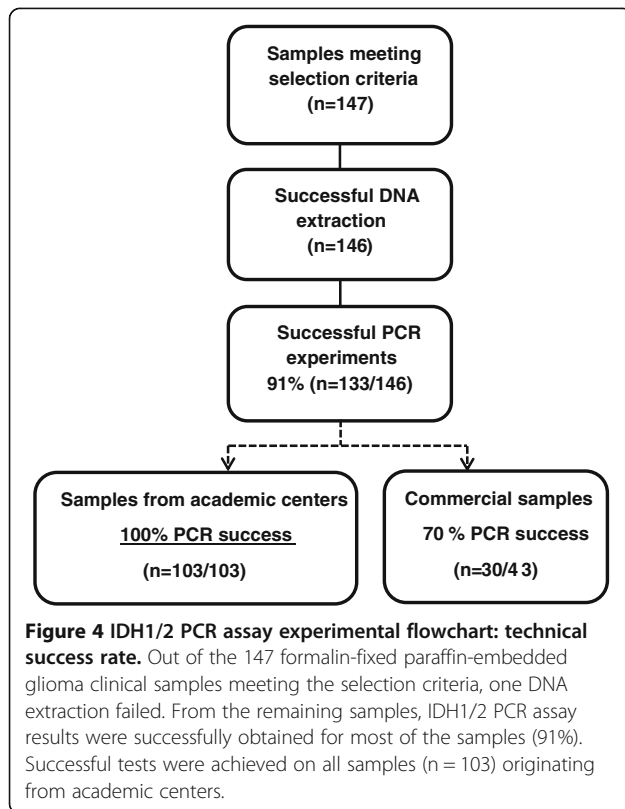 Samples meeting
selection criteria
(n=147)
Successful DNA
extraction
(n=146)
Successful PCR
experiments
91% (n=133/146)
Samples from academic centers
100% PCR success
(n=103/103)
Commercial samples
70 % PCR success
(n=30/4 3)
Figure 4 IDH1/2 PCR assay experimental flowchart: technical
success rate. Out of the 147 formalin-fixed paraffin-embedded
glioma clinical samples meeting the selection criteria, one DNA
extraction failed. From the remaining samples, IDH1/2 PCR assay
results were successfully obtained for most of the samples (91%).
Successful tests were achieved on all samples (n = 103) originating
from academic centers.